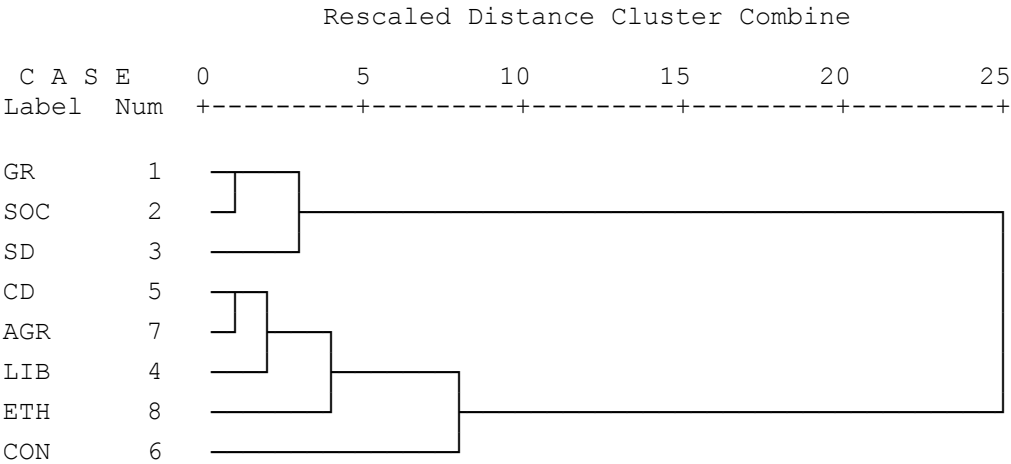 Rescaled Distance Cluster Combine
C A S E 0 5 10 15 20 25
Label Num +---------+---------+---------+---------+---------+
GR 1
SOC 2
SD 3
CD 5
AGR 7
LIB 4
ETH 8
CON 6